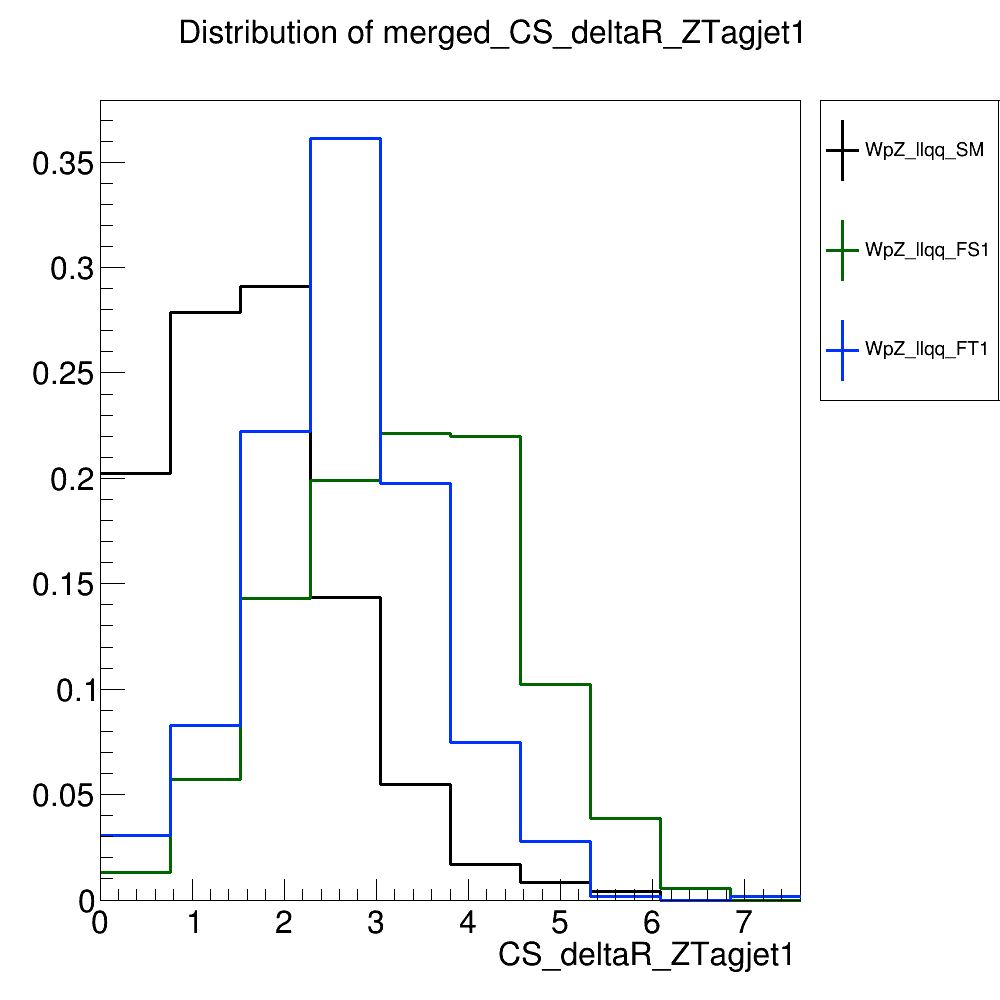 Distribution of merged_CS_deltaR_ZTagjet1
WpZ_llqq_SM
WpZ_llqq_FS1
WpZ_llqq_FT1
0.35
0.3
0.25
0.2
0.15
0.1
0.05
0
0 1 2 3 4 5 6 7
CS_deltaR_ZTagjet1